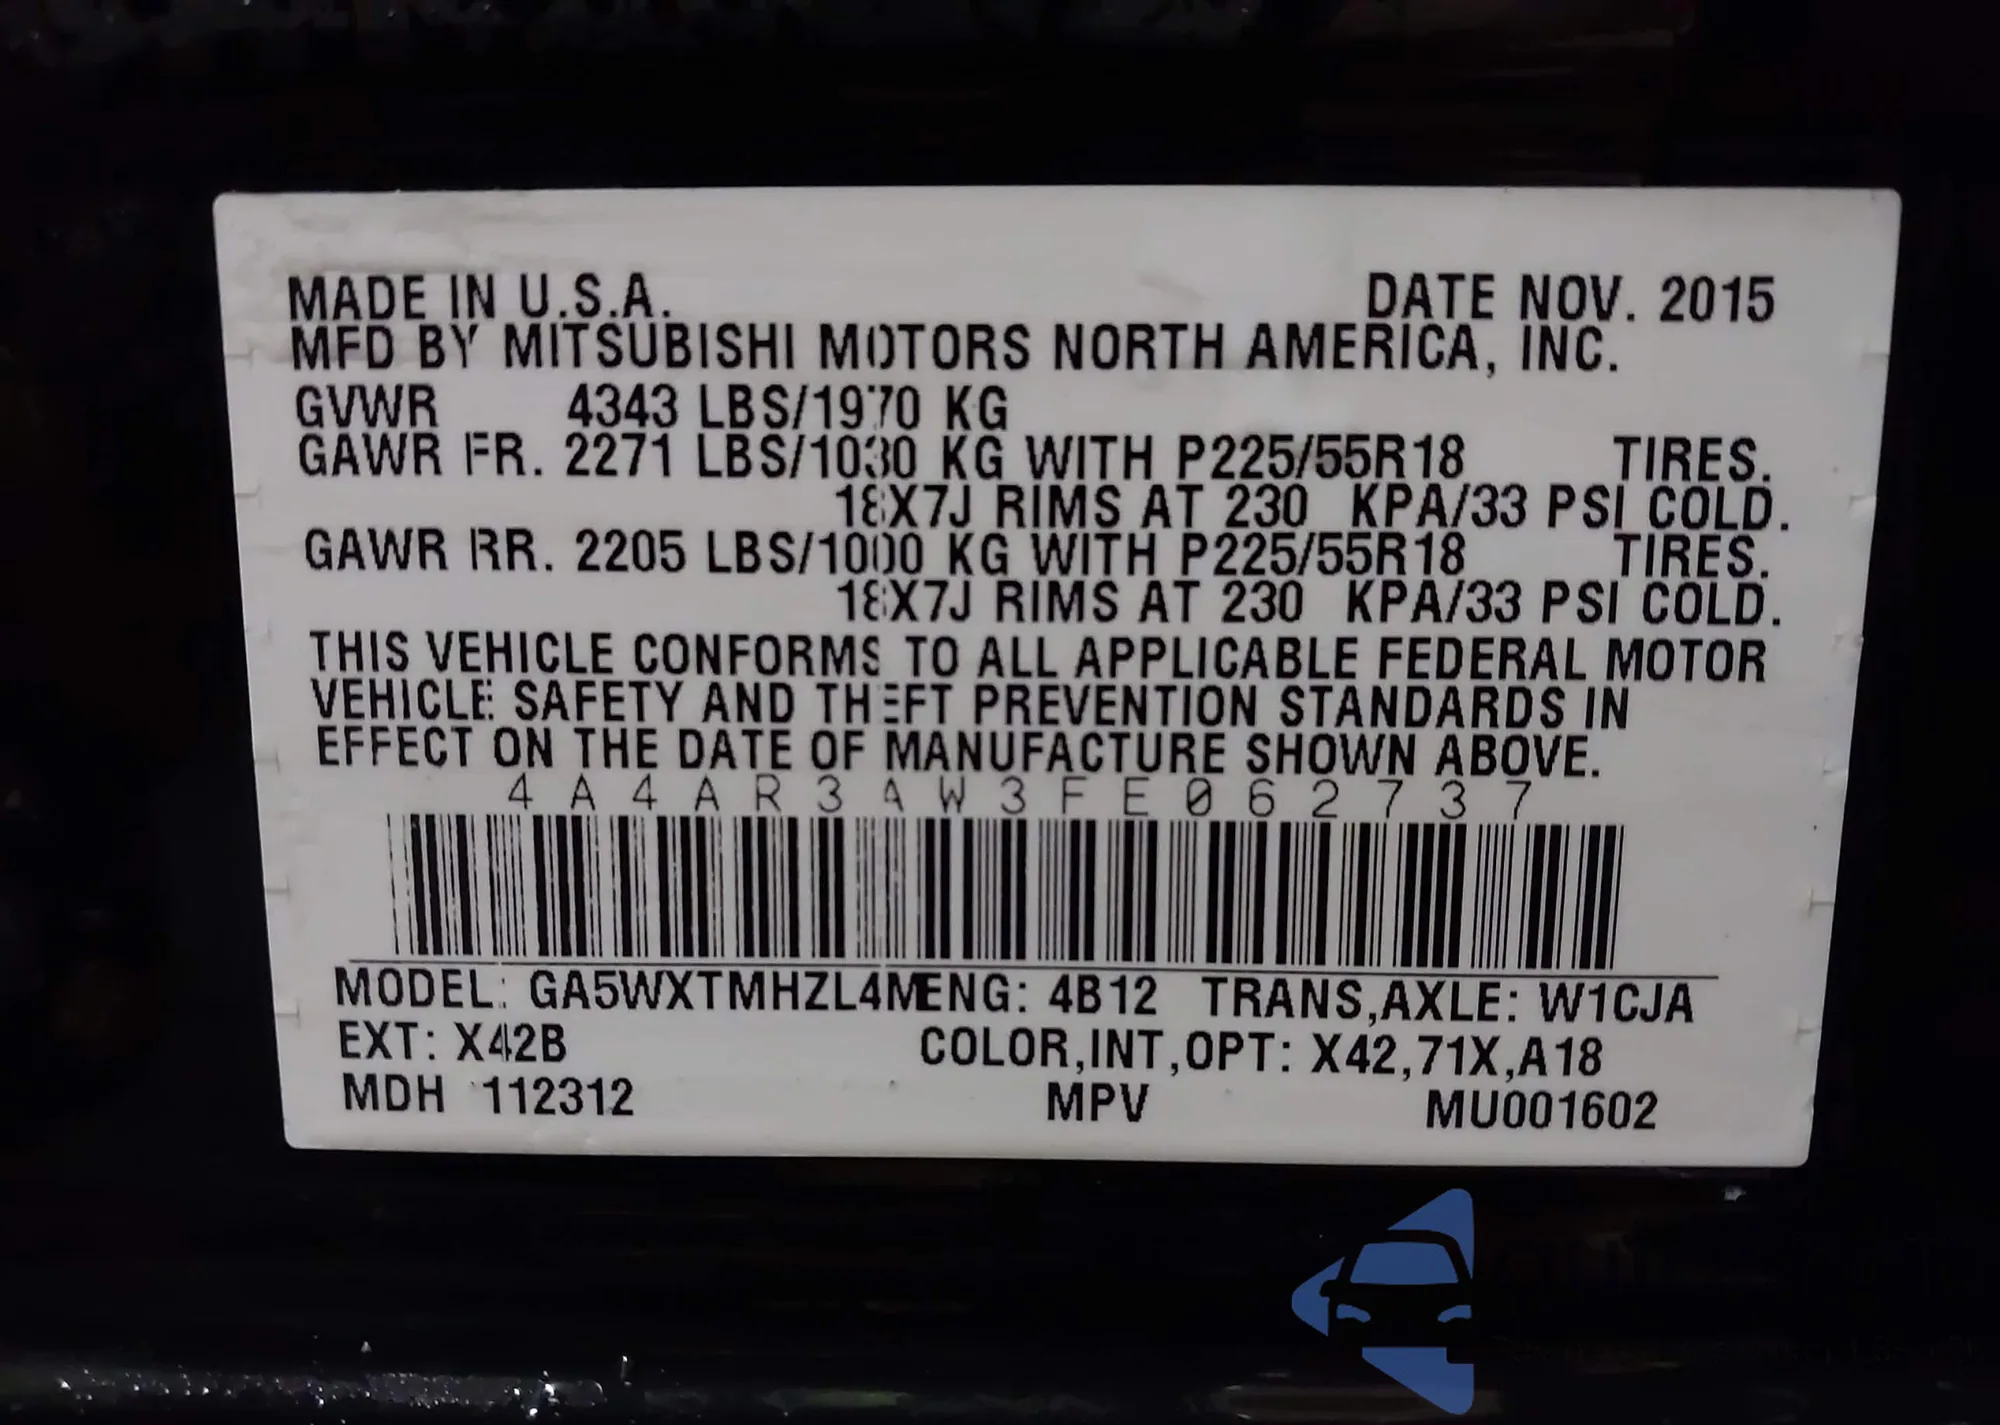 MADE IN U.S.A. DATE NOV. 2015
MFD BY MITSUBISHI MOTORS NORTH AMERICA, INC.
GVWR 4343 LBS/1970 KG
GAWR FR. 2271 LBS/1030 KG WITH P225/55R18 TIRES.
18X7J RIMS AT 230 KPA/33 PSI COLD.
GAWR RR. 2205 LBS/1000 KG WITH P225/55R18 TIRES.
18X7J RIMS AT 230 KPA/33 PSI COLD.
THIS VEHICLE CONFORMS TO ALL APPLICABLE FEDERAL MOTOR
VEHICLE SAFETY AND THEFT PREVENTION STANDARDS IN
EFFECT ON THE DATE OF MANUFACTURE SHOWN ABOVE.
4A4AR3AW3FE062737
MODEL: GA5WXTMHZL4M ENG: 4B12 TRANS,AXLE: W1CJA
EXT: X42B COLOR,INT,OPT: X42,71X,A18
MDH 112312 MPV MU001602